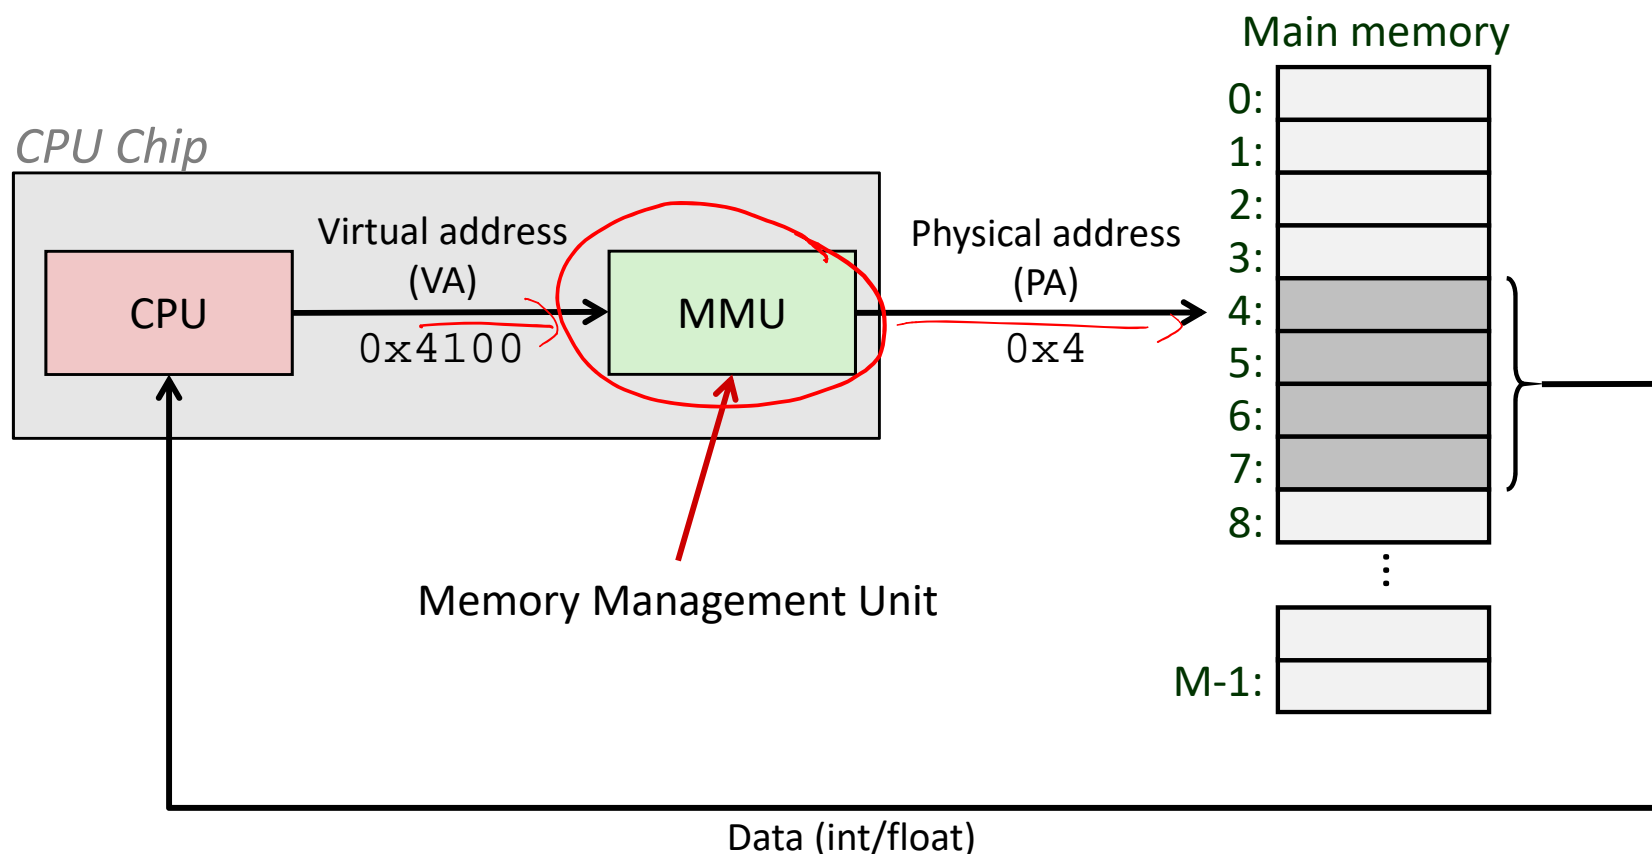 Main memory
CPU Chip
Virtual address
(VA)
0x4100
CPU
MMU
Physical address
(PA)
0x4
0:
1:
2:
3:
4:
5:
6:
7:
8:
...
M-1:
Memory Management Unit
Data (int/float)